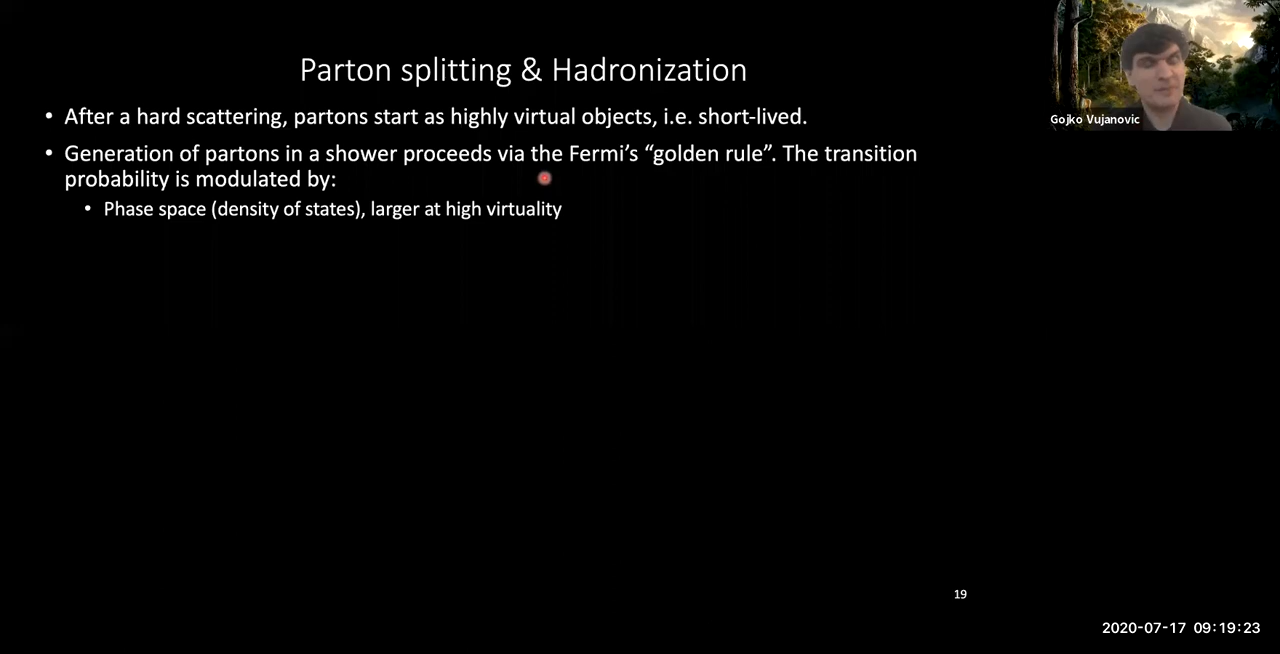 Parton splitting & Hadronization
• After a hard scattering, partons start as highly virtual objects, i.e. short-lived.
• Generation of partons in a shower proceeds via the Fermi’s “golden rule”. The transition
probability is modulated by:
• Phase space (density of states), larger at high virtuality
Gojko Vujanovic
19
2020-07-17 09:19:23